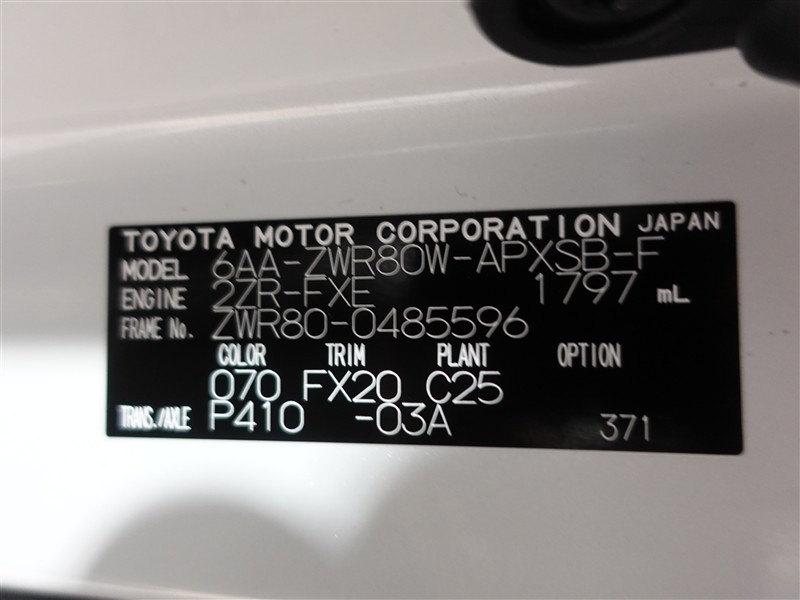 TOYOTA MOTOR CORPORATION JAPAN
MODEL 6AA-ZWR80W-APXSB-F
ENGINE 2ZR-FXE 1797 mL
FRAME No. ZWR80-0485596
COLOR TRIM PLANT OPTION
070 FX20 C25
TRANS./AXLE P410 -03A 371